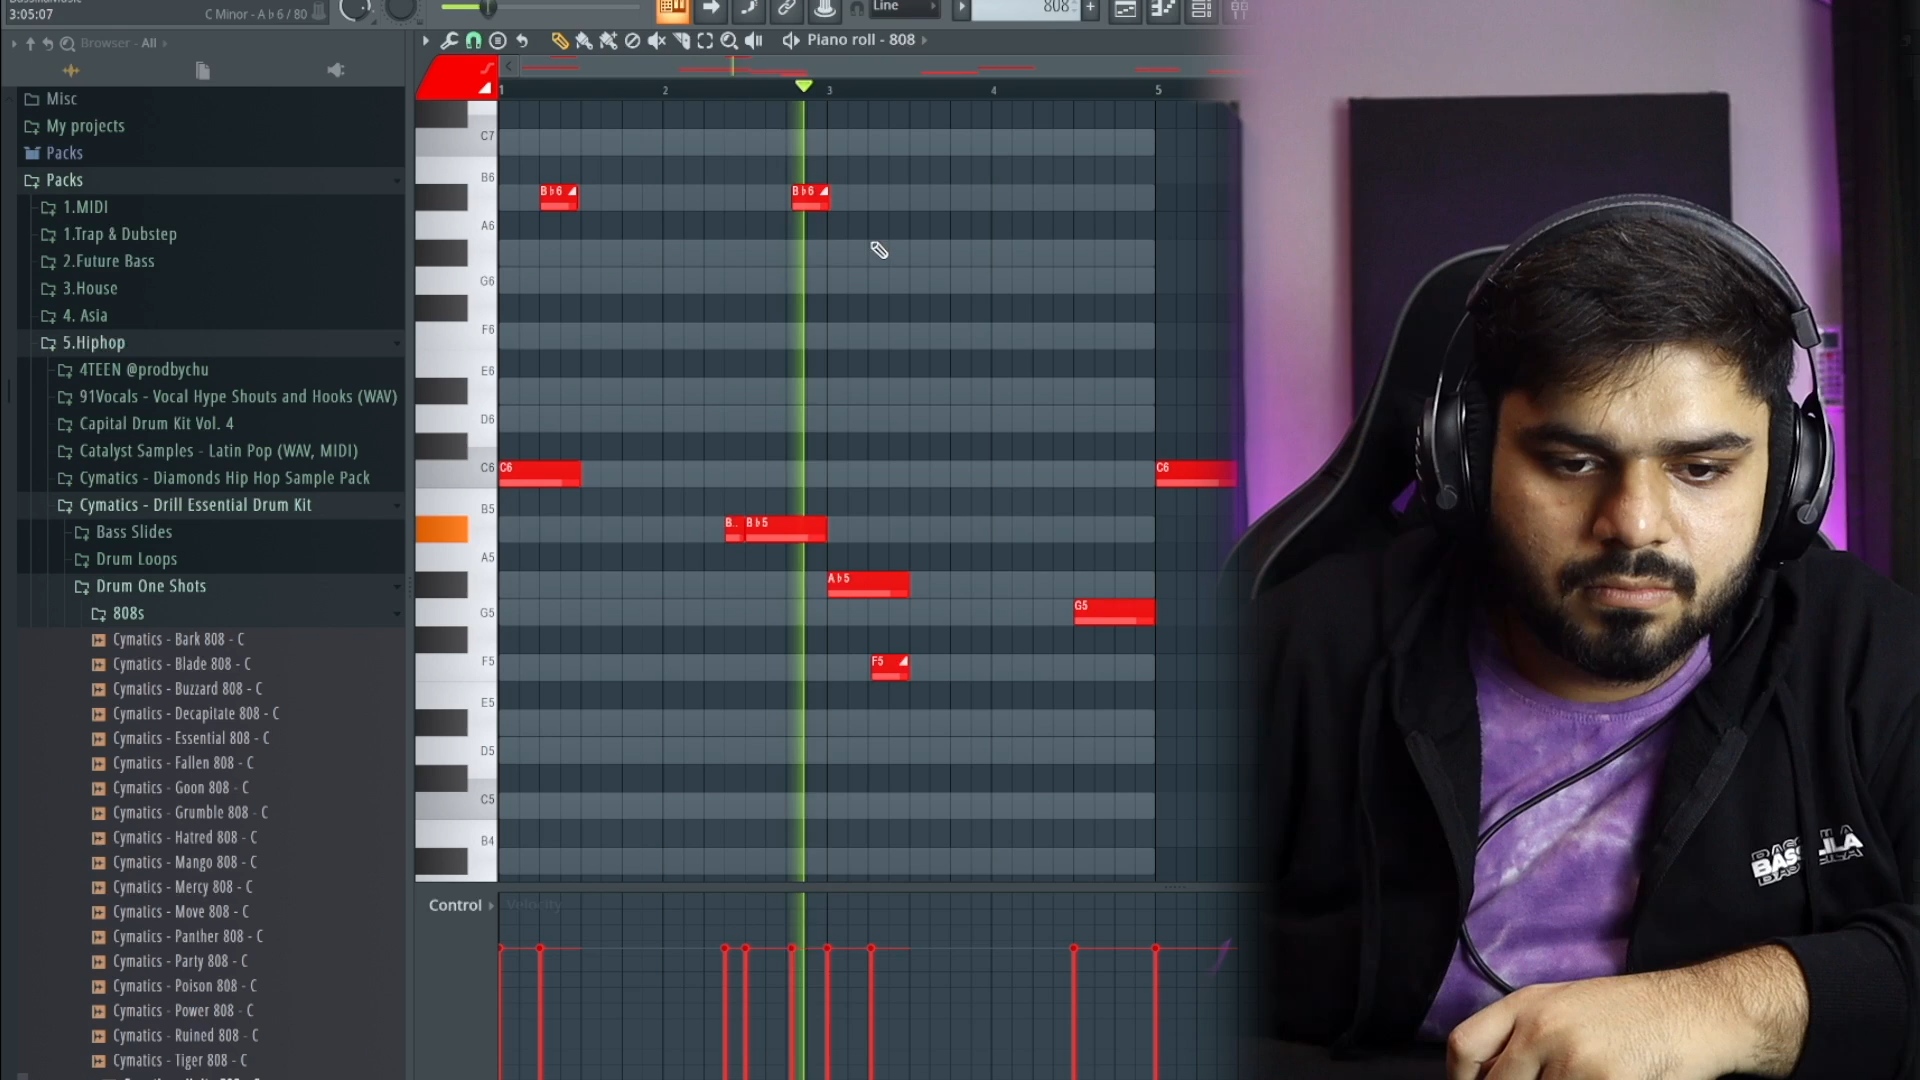 3:05:07
C Minor - A♭6 / 80
Line
808
Browser - All
Piano roll - 808
Misc
My projects
Packs
Packs
1.MIDI
1.Trap & Dubstep
2.Future Bass
3.House
4. Asia
5.Hiphop
4TEEN @prodbychu
91Vocals - Vocal Hype Shouts and Hooks (WAV)
Capital Drum Kit Vol. 4
Catalyst Samples - Latin Pop (WAV, MIDI)
Cymatics - Diamonds Hip Hop Sample Pack
Cymatics - Drill Essential Drum Kit
Bass Slides
Drum Loops
Drum One Shots
808s
Cymatics - Bark 808 - C
Cymatics - Blade 808 - C
Cymatics - Buzzard 808 - C
Cymatics - Decapitate 808 - C
Cymatics - Essential 808 - C
Cymatics - Fallen 808 - C
Cymatics - Goon 808 - C
Cymatics - Grumble 808 - C
Cymatics - Hatred 808 - C
Cymatics - Mango 808 - C
Cymatics - Mercy 808 - C
Cymatics - Move 808 - C
Cymatics - Panther 808 - C
Cymatics - Party 808 - C
Cymatics - Poison 808 - C
Cymatics - Power 808 - C
Cymatics - Ruined 808 - C
Cymatics - Tiger 808 - C
1 2 3 4 5
C7
B6
B♭6 B♭6
A6
G6
F6
E6
D6
C6 C6 C6
B5
B.. B♭5
A5
A♭5
G5 G5
F5 F5
E5
D5
C5
B4
Control
Velocity